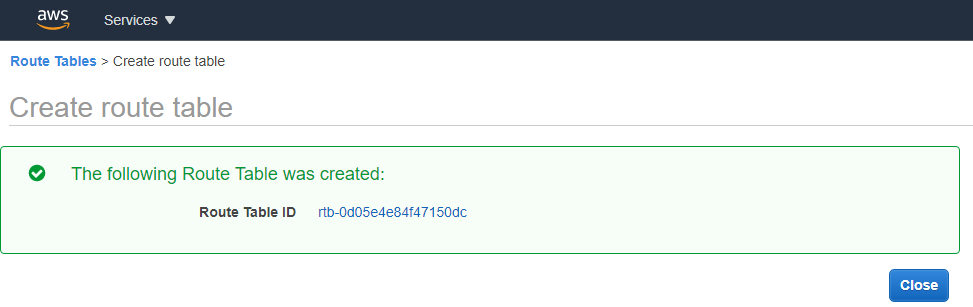 aws Services
Route Tables > Create route table
Create route table
The following Route Table was created:
Route Table ID rtb-0d05e4e84f47150dc
Close